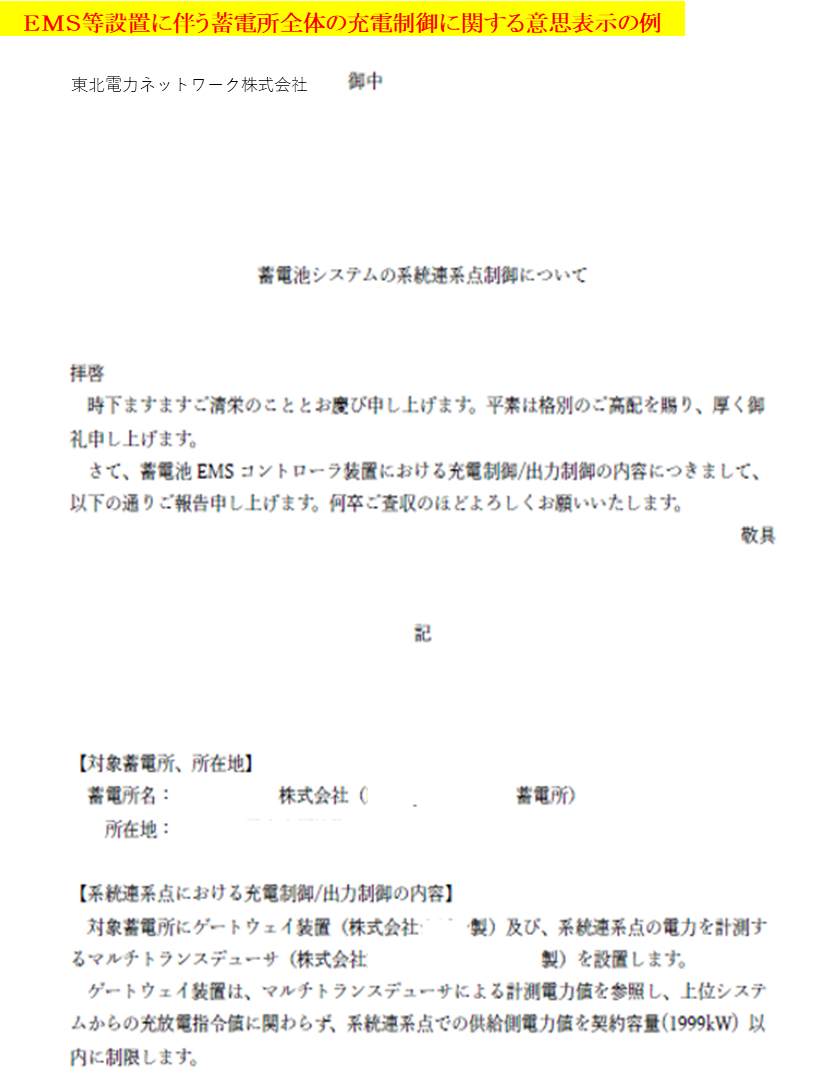 EMS等設置に伴う蓄電所全体の充電制御に関する意思表示の例
東北電力ネットワーク株式会社 御中
蓄電池システムの系統連系点制御について
拝啓
時下ますますご清栄のこととお慶び申し上げます。平素は格別のご高配を賜り、厚く御
礼申し上げます。
さて、蓄電池 EMS コントローラ装置における充電制御/出力制御の内容につきまして、
以下の通りご報告申し上げます。何卒ご査収のほどよろしくお願いいたします。
敬具
記
【対象蓄電所、所在地】
蓄電所名： 株式会社（ 蓄電所）
所在地：
【系統連系点における充電制御/出力制御の内容】
対象蓄電所にゲートウェイ装置（株式会社 製）及び、系統連系点の電力を計測す
るマルチトランスデューサ（株式会社 製）を設置します。
ゲートウェイ装置は、マルチトランスデューサによる計測電力値を参照し、上位システ
ムからの充放電指令値に関わらず、系統連系点での供給側電力値を契約容量(1999kW) 以
内に制限します。